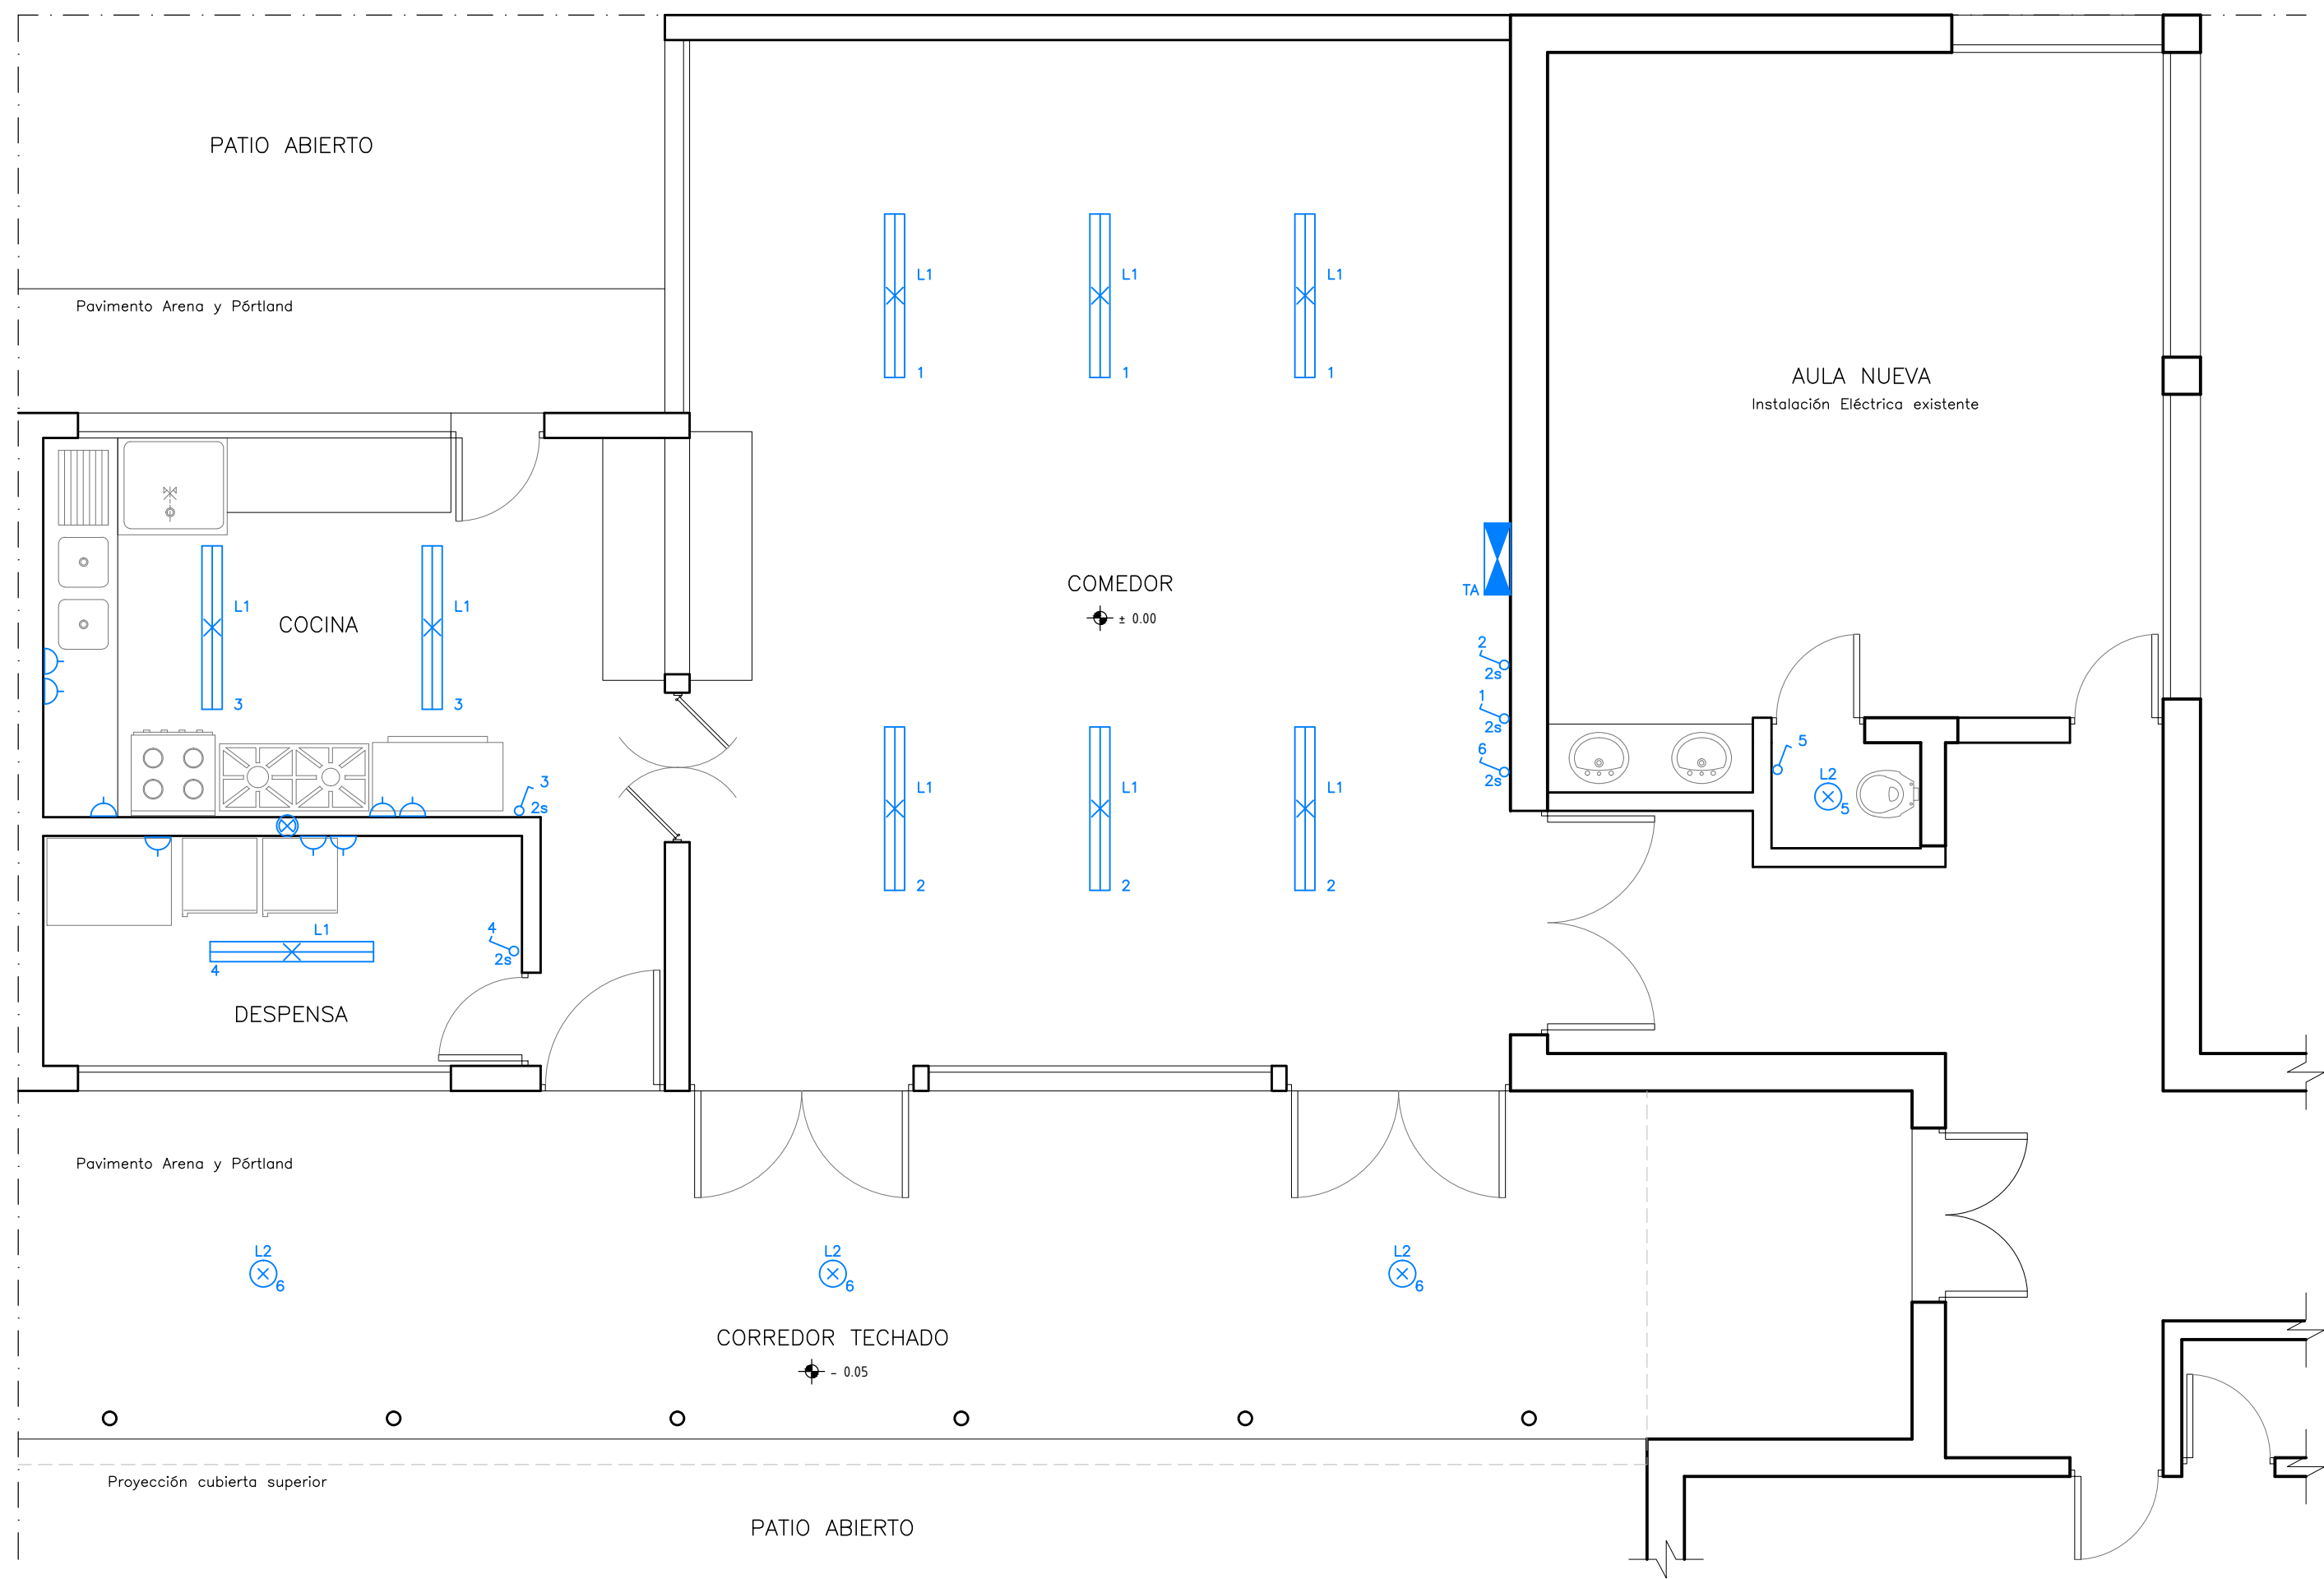 PATIO ABIERTO
Pavimento Arena y Pórtland
L1
L1
L1
1
1
1
AULA NUEVA
Instalación Eléctrica existente
COMEDOR
± 0.00
TA
L1
COCINA
L1
3
3
2
2s
1
2s
6
2s
3
2s
L1
L1
L1
2
2
2
5
L2
5
L1
4
4
2s
DESPENSA
Pavimento Arena y Pórtland
L2
6
L2
6
L2
6
CORREDOR TECHADO
- 0.05
Proyección cubierta superior
PATIO ABIERTO